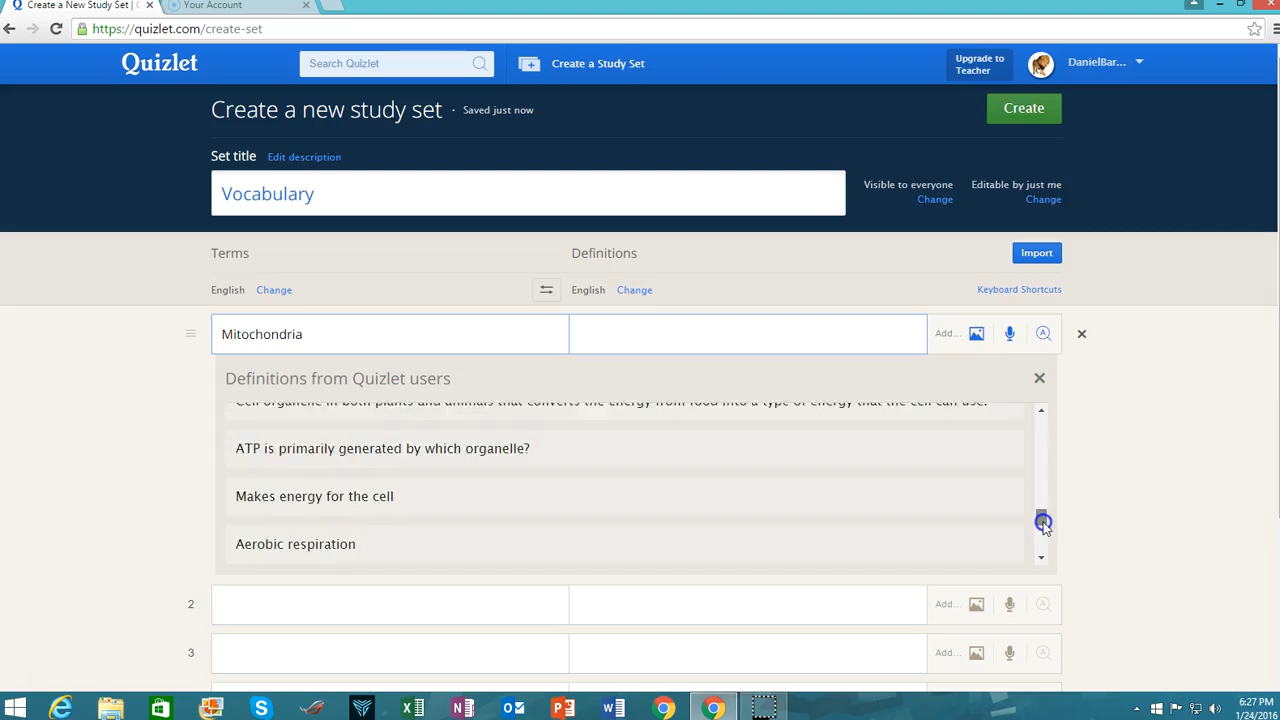 Create a New Study Set |
Your Account
https://quizlet.com/create-set
Quizlet
Search Quizlet
Create a Study Set
Upgrade to Teacher
DanielBar...
Create a new study set · Saved just now
Create
Set title Edit description
Vocabulary
Visible to everyone
Change
Editable by just me
Change
Terms
Definitions
Import
English Change
English Change
Keyboard Shortcuts
Mitochondria
Add...
Definitions from Quizlet users
Cell organelle in both plants and animals that converts the energy from food into a type of energy that the cell can use.
ATP is primarily generated by which organelle?
Makes energy for the cell
Aerobic respiration
2
Add...
3
Add...
6:27 PM
1/24/2016